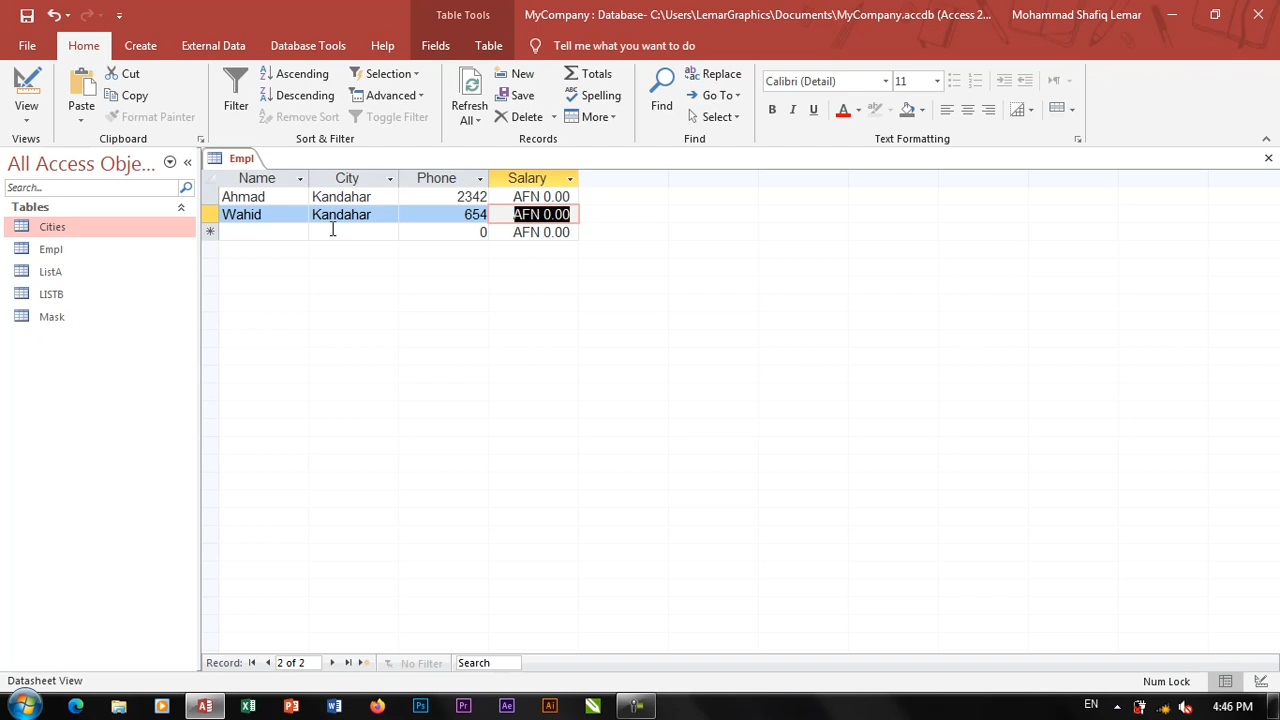 MyCompany : Database- C:\Users\LemarGraphics\Documents\MyCompany.accdb (Access 2...
Table Tools
Mohammad Shafiq Lemar
File Home Create External Data Database Tools Help Fields Table Tell me what you want to do
View
Views
Paste
Cut
Copy
Format Painter
Clipboard
Filter
Ascending
Descending
Remove Sort
Selection
Advanced
Toggle Filter
Sort & Filter
Refresh
All
New
Save
Delete
Totals
Spelling
More
Records
Find
Replace
Go To
Select
Find
Calibri (Detail) 11
B I U A ab
Text Formatting
All Access Obje...
Search...
Tables
Cities
Empl
ListA
LISTB
Mask
Empl
Name City Phone Salary
Ahmad Kandahar 2342 AFN 0.00
Wahid Kandahar 654 AFN 0.00
0 AFN 0.00
Record: 2 of 2 No Filter Search
Datasheet View Num Lock
EN 4:46 PM